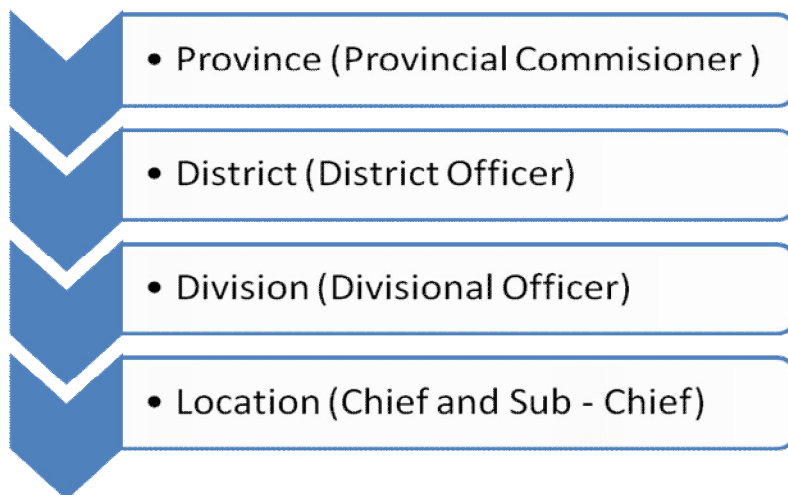 • Province (Provincial Commisioner )
• District (District Officer)
• Division (Divisional Officer)
• Location (Chief and Sub - Chief)